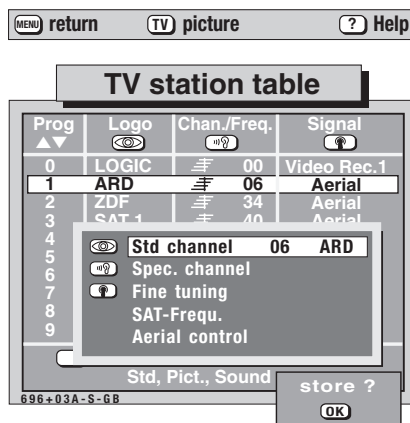 MENU return TV picture ? Help
TV station table
Prog Logo Chan./Freq. Signal
0 LOGIC 00 Video Rec.1
1 ARD 06 Aerial
2 ZDF 34 Aerial
3 SAT 1 40 Aerial
4
5
6
7
8
9
Std channel 06 ARD
Spec. channel
Fine tuning
SAT-Frequ.
Aerial control
Std, Pict., Sound
store ?
OK
696+03A-S-GB